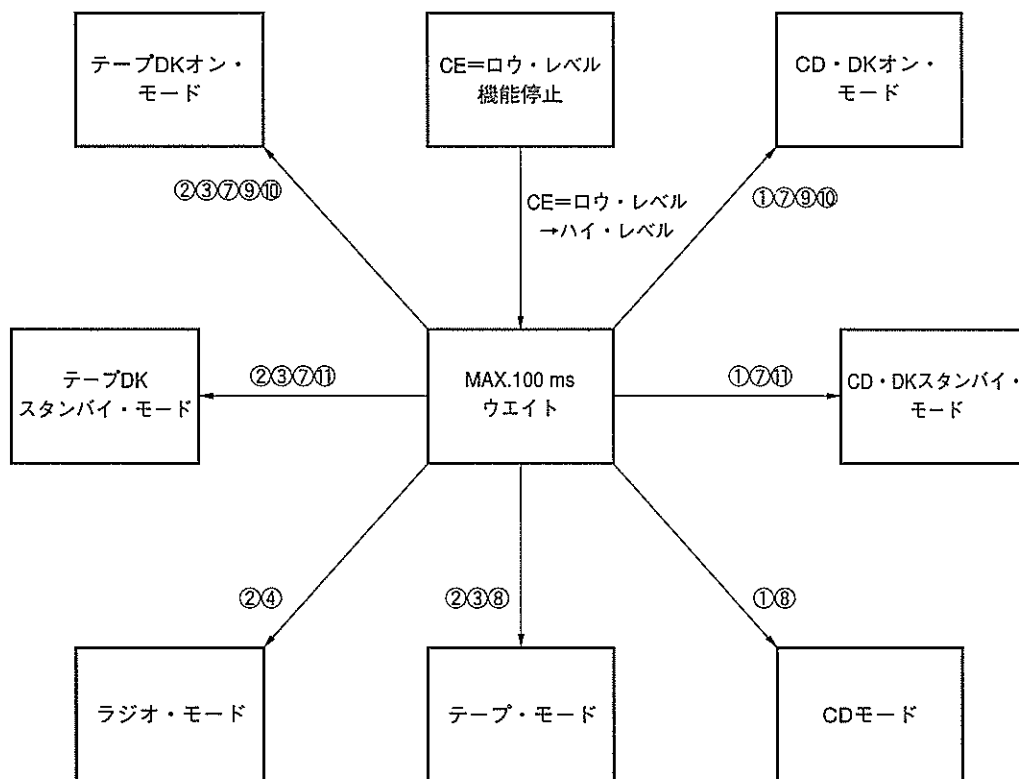 テープDKオン・
モード
CE=ロウ・レベル
機能停止
CD・DKオン・
モード
②③⑦⑨⑩
CE=ロウ・レベル
→ハイ・レベル
①⑦⑨⑩
テープDK
スタンバイ・モード
②③⑦⑪
MAX.100 ms
ウエイト
①⑦⑪
CD・DKスタンバイ・
モード
②④
②③⑧
①⑧
ラジオ・モード
テープ・モード
CDモード